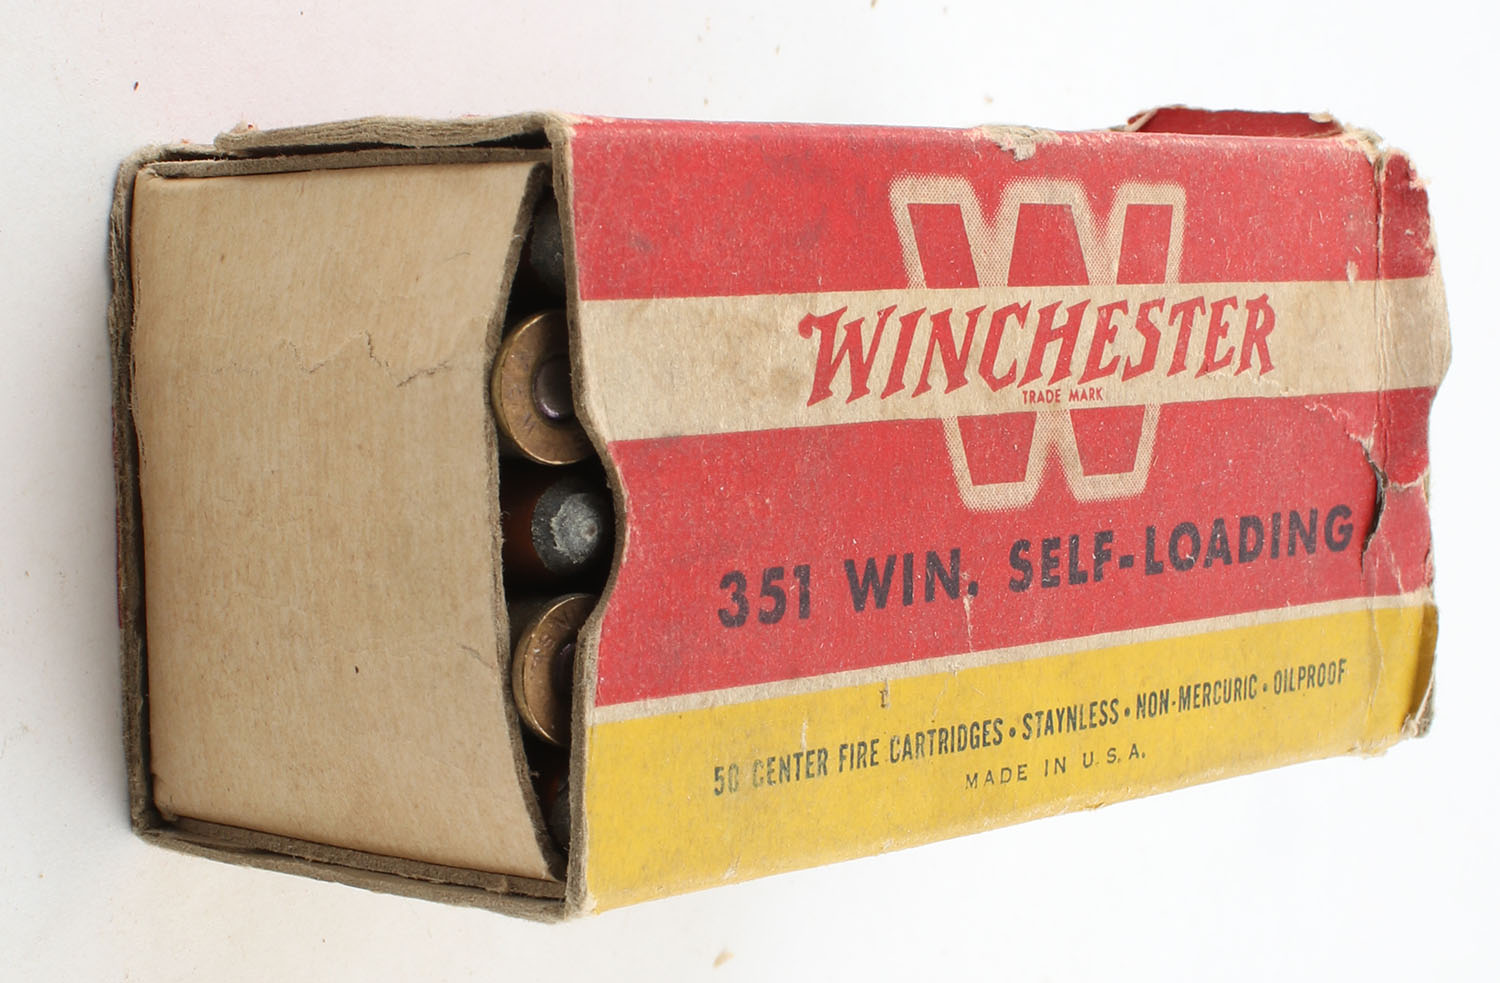 W
WINCHESTER
TRADE MARK
351 WIN. SELF-LOADING
50 CENTER FIRE CARTRIDGES • STAYNLESS • NON-MERCURIC • OILPROOF
MADE IN U.S.A.